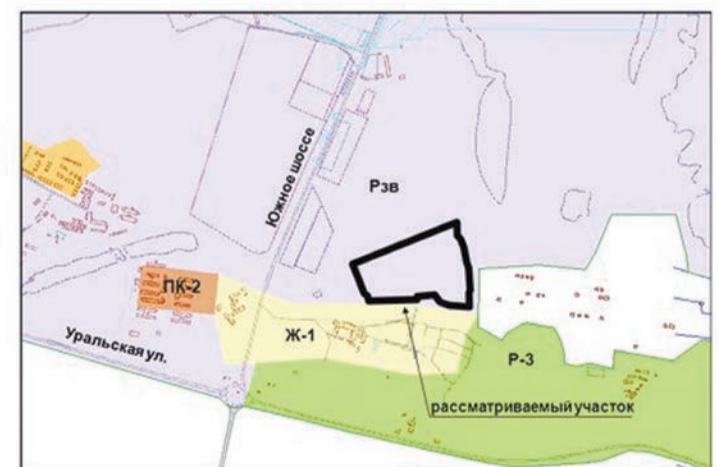 Южное шоссе
Рзв
ПК-2
Ж-1
Уральская ул.
Р-3
рассматриваемый участок